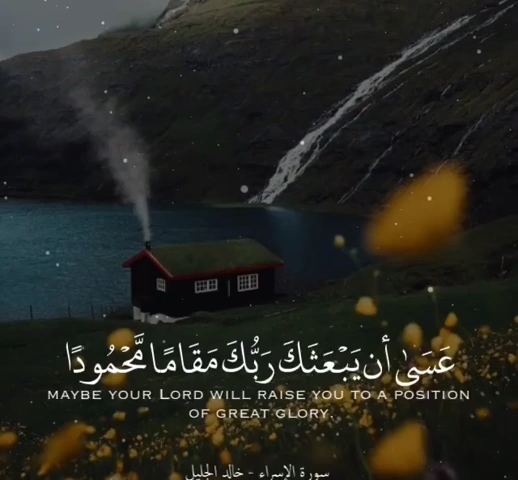 عَسَىٰ أَن يَبْعَثَكَ رَبُّكَ مَقَامًا مَّحْمُودًا
MAYBE YOUR LORD WILL RAISE YOU TO A POSITION
OF GREAT GLORY.
سورة الإسراء - خالد الجليل